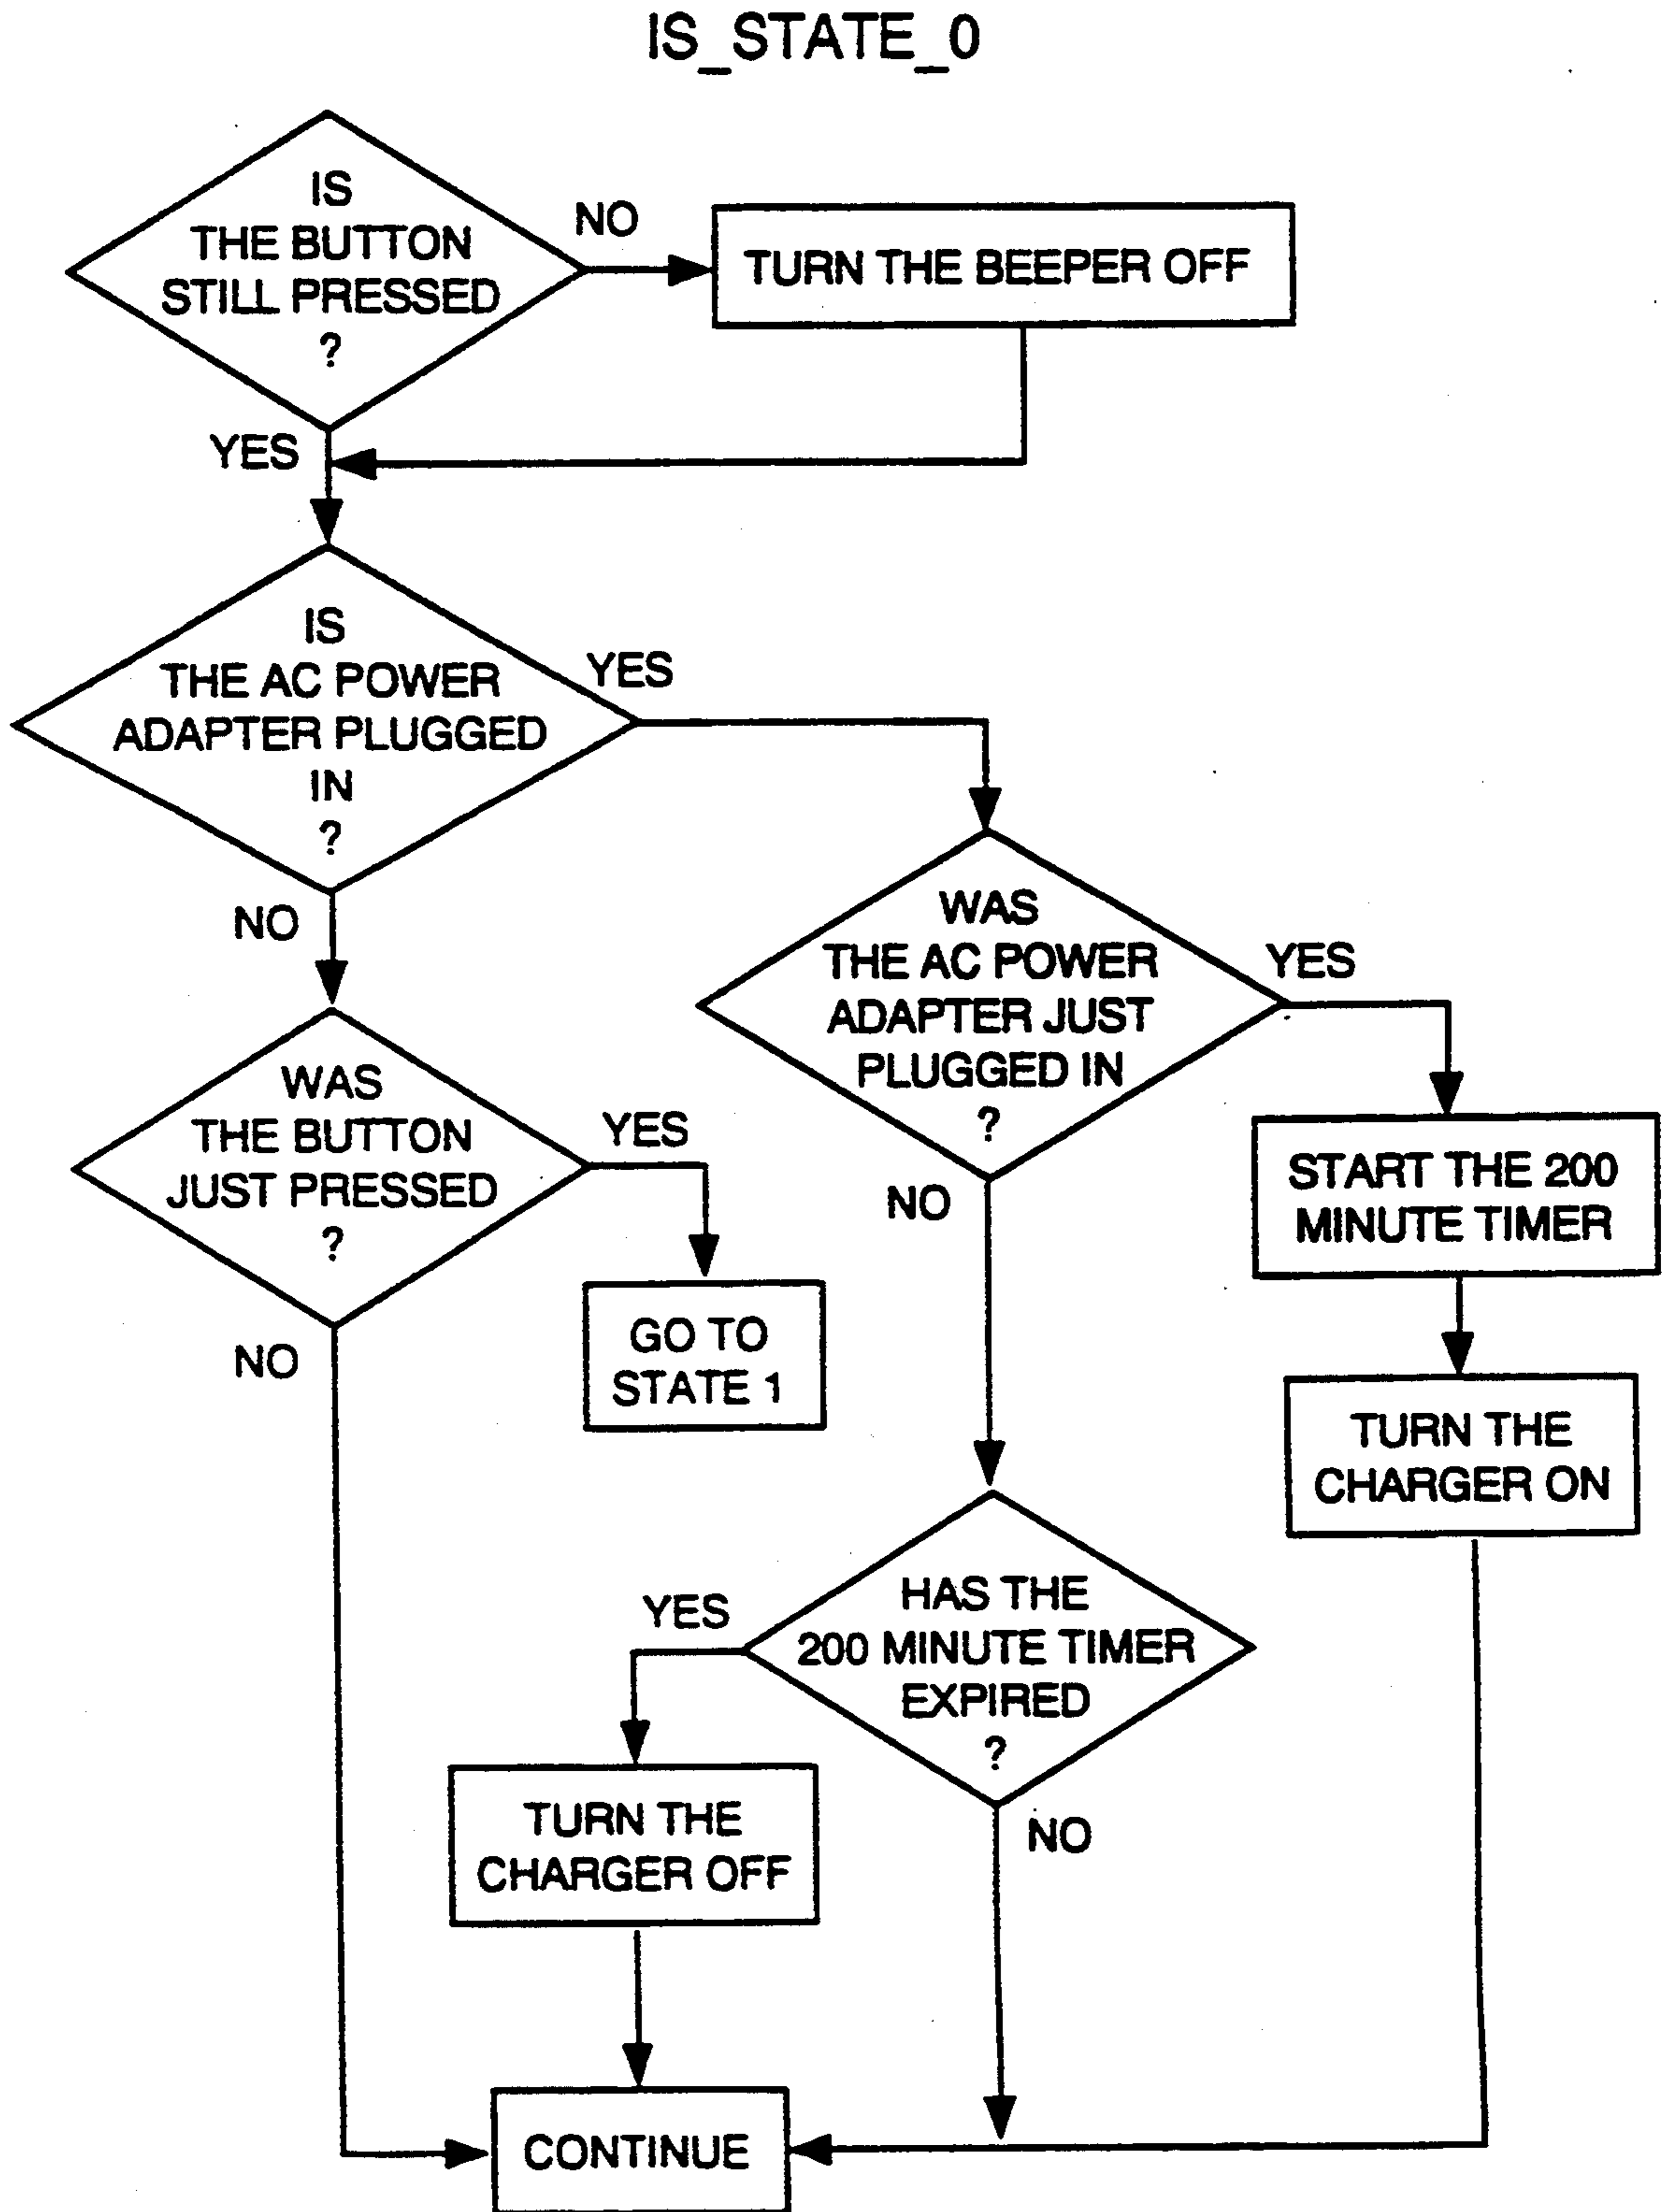 IS_STATE_0
IS
THE BUTTON
STILL PRESSED
?
NO
TURN THE BEEPER OFF
YES
IS
THE AC POWER
ADAPTER PLUGGED
IN
?
YES
NO
WAS
THE AC POWER
ADAPTER JUST
PLUGGED IN
?
YES
NO
WAS
THE BUTTON
JUST PRESSED
?
YES
NO
GO TO
STATE 1
START THE 200
MINUTE TIMER
TURN THE
CHARGER ON
HAS THE
200 MINUTE TIMER
EXPIRED
?
YES
NO
TURN THE
CHARGER OFF
CONTINUE